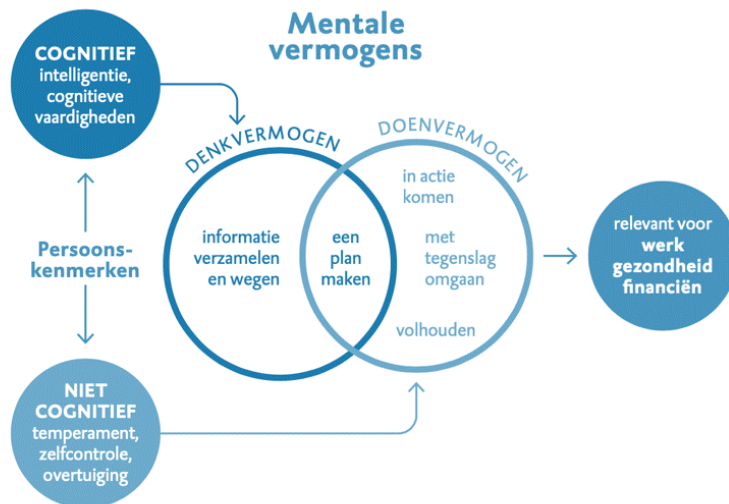 Mentale
vermogens
COGNITIEF
intelligentie,
cognitieve
vaardigheden
Persoons-
kenmerken
NIET
COGNITIEF
temperament,
zelfcontrole,
overtuiging
DENKVERMOGEN
informatie
verzamelen
en wegen
een
plan
maken
DOENVERMOGEN
in actie
komen
met
tegenslag
omgaan
volhouden
relevant voor
werk
gezondheid
financiën